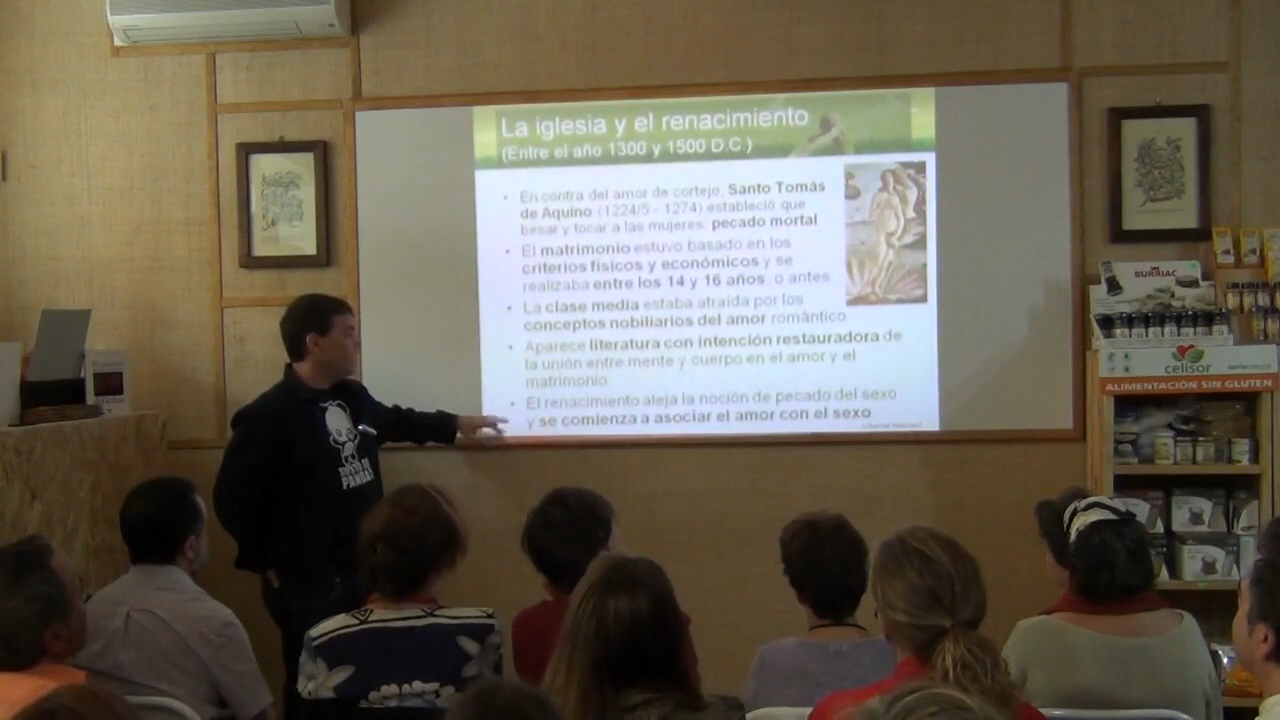 La iglesia y el renacimiento
(Entre el año 1300 y 1500 D.C.)
• En contra del amor de cortejo, Santo Tomás
de Aquino (1224/5 - 1274) estableció que
besar y tocar a las mujeres: pecado mortal
• El matrimonio estuvo basado en los
criterios físicos y económicos y se
realizaba entre los 14 y 16 años, o antes.
• La clase media estaba atraída por los
conceptos nobiliarios del amor romántico
• Aparece literatura con intención restauradora de
la unión entre mente y cuerpo en el amor y el
matrimonio.
• El renacimiento aleja la noción de pecado del sexo
y se comienza a asociar el amor con el sexo
PANDA
BURRIAC
celisor
ALIMENTACIÓN SIN GLUTEN